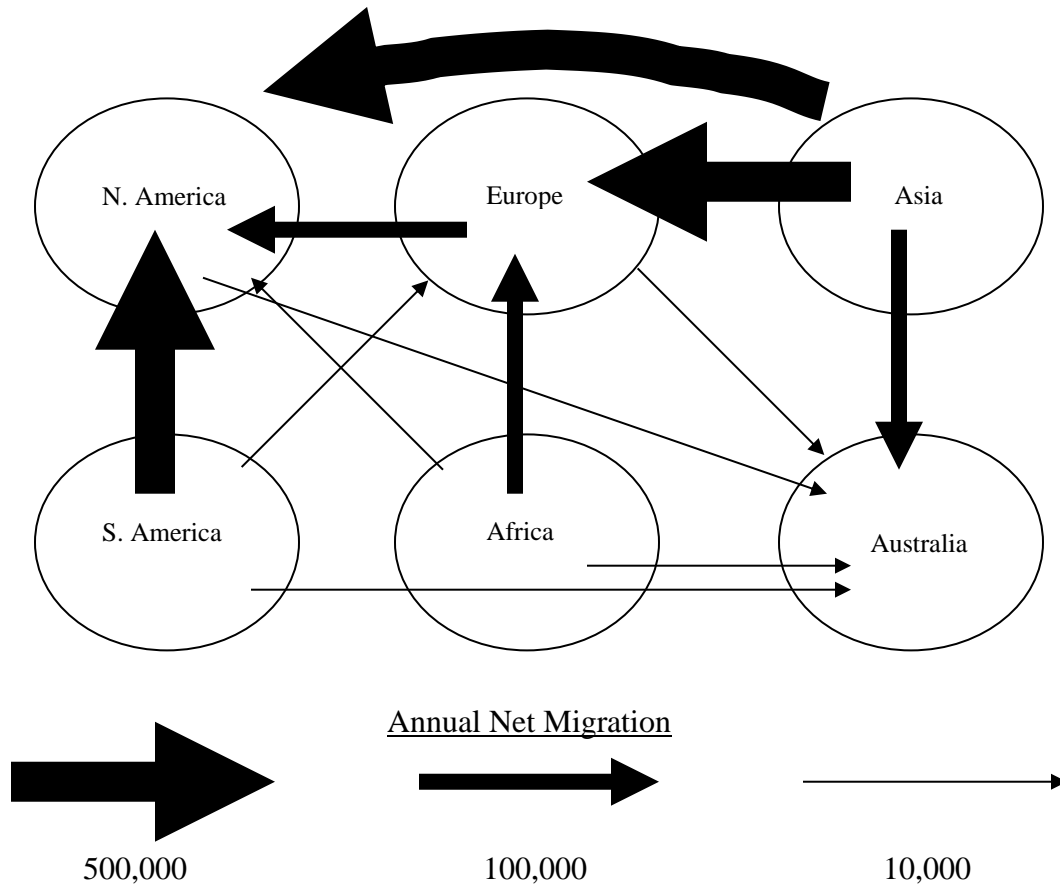 N. America
Europe
Asia
S. America
Africa
Australia
Annual Net Migration
500,000
100,000
10,000